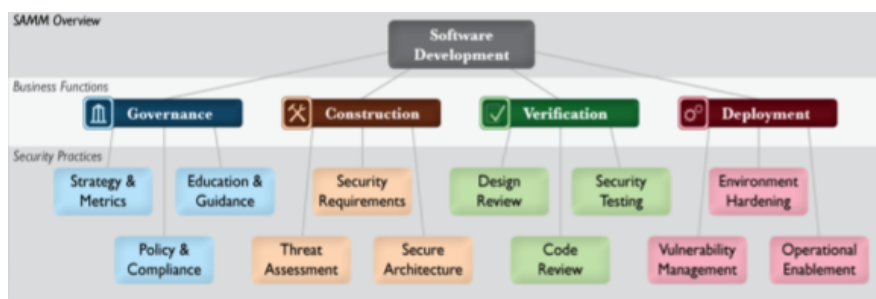 SAMM Overview
Software
Development
Business Functions
Governance
Construction
Verification
Deployment
Security Practices
Strategy &
Metrics
Education &
Guidance
Security
Requirements
Design
Review
Security
Testing
Environment
Hardening
Policy &
Compliance
Threat
Assessment
Secure
Architecture
Code
Review
Vulnerability
Management
Operational
Enablement